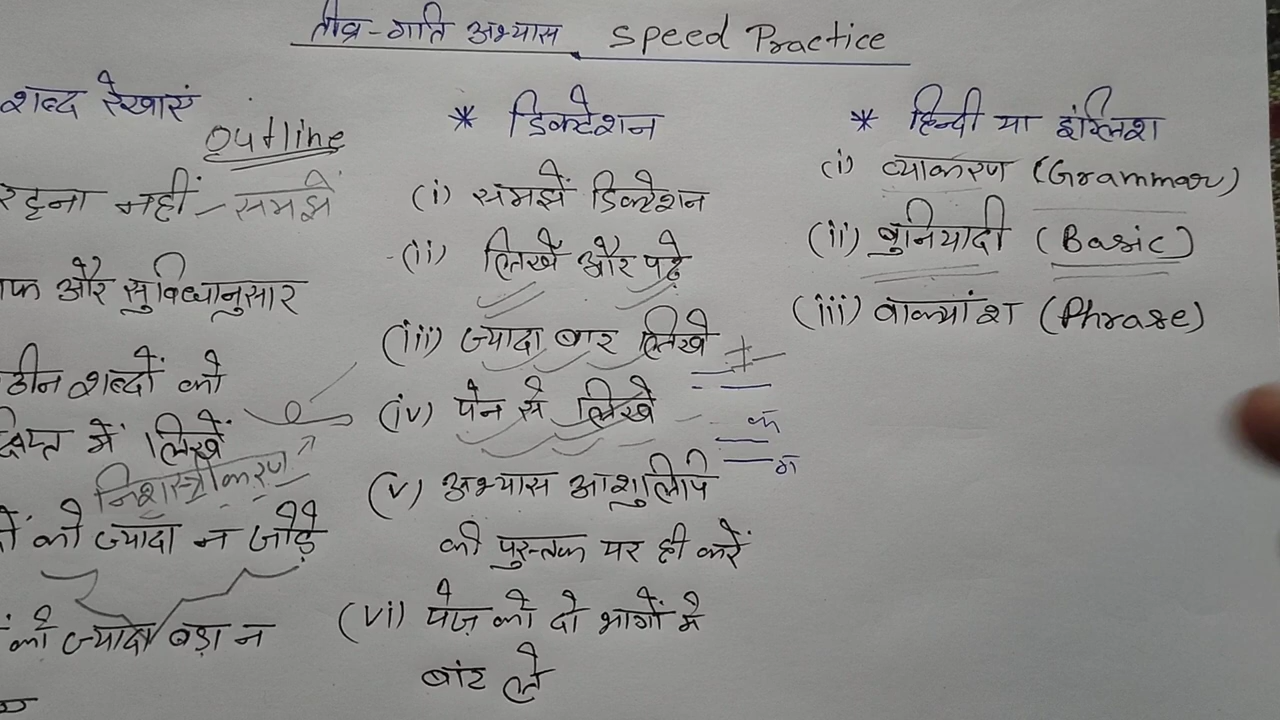 तीव्र-गति अभ्यास Speed Practice
शब्द रेखाएं
outline
रटना नहीं - समझें
और सुविधानुसार
शब्दों को
में लिखें
निशस्त्रीकरण
को ज्यादा न जोड़े
को ज्यादा बड़ा न
* डिक्टेशन
(i) समझें डिक्टेशन
(ii) लिखें और पढ़े
(iii) ज्यादा बार लिखे
(iv) पेन से लिखे
क
ग
(v) अभ्यास आशुलिपि
की पुस्तक पर ही करें
(vi) पेज़ को दो भागों में
बांट ले
* हिन्दी या इंग्लिश
(i) व्याकरण (Grammar)
(ii) बुनियादी (Basic)
(iii) वाक्यांश (Phrase)